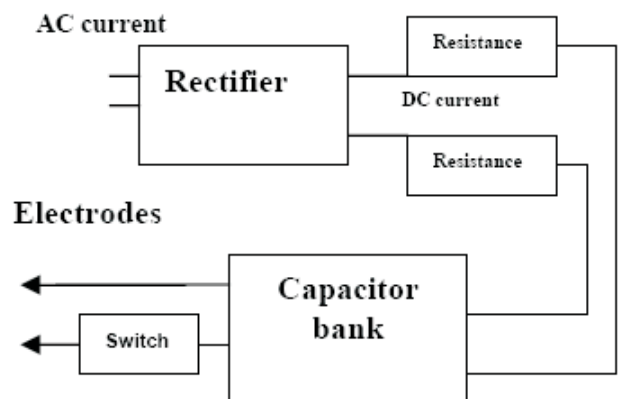 AC current
Resistance
Rectifier
DC current
Resistance
Electrodes
Capacitor
bank
Switch